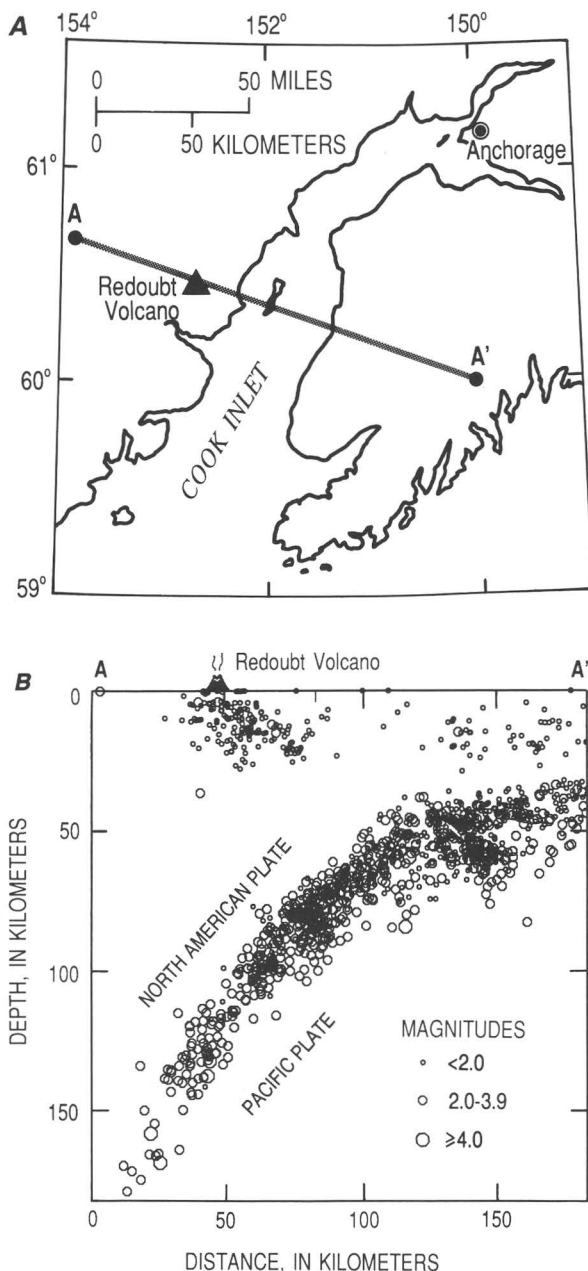 A
154° 152° 150°
0 50 MILES
0 50 KILOMETERS
Anchorage
61°
A
Redoubt
Volcano
A'
60°
COOK INLET
59°
B
A Redoubt Volcano A'
0
50
100
150
DEPTH, IN KILOMETERS
NORTH AMERICAN PLATE
PACIFIC PLATE
MAGNITUDES
<2.0
2.0-3.9
≥4.0
0 50 100 150
DISTANCE, IN KILOMETERS